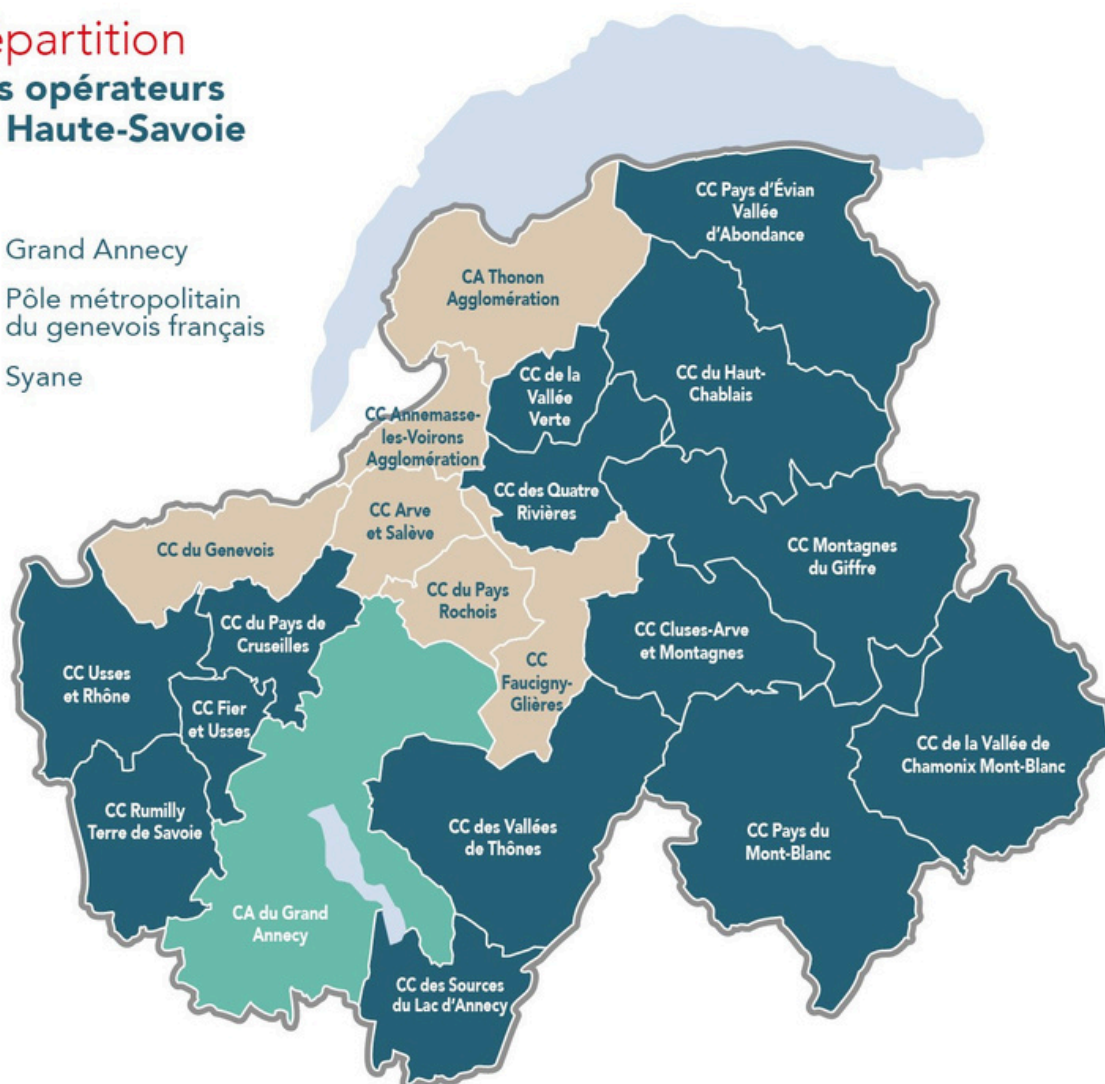 épartition
s opérateurs
Haute-Savoie
Grand Annecy
Pôle métropolitain
du genevois français
Syane
CC Pays d'Évian
Vallée
d'Abondance
CA Thonon
Agglomération
CC de la
Vallée
Verte
CC du Haut-
Chablais
CC Annemasse-
les-Voirons
Agglomération
CC des Quatre
Rivières
CC Arve
et Salève
CC du Genevois
CC Montagnes
du Giffre
CC du Pays
Rochois
CC du Pays de
Cruseilles
CC Cluses-Arve
et Montagnes
CC Usses
et Rhône
CC
Faucigny-
Glières
CC Fier
et Usses
CC de la Vallée de
Chamonix Mont-Blanc
CC Rumilly
Terre de Savoie
CC des Vallées
de Thônes
CC Pays du
Mont-Blanc
CA du Grand
Annecy
CC des Sources
du Lac d'Annecy